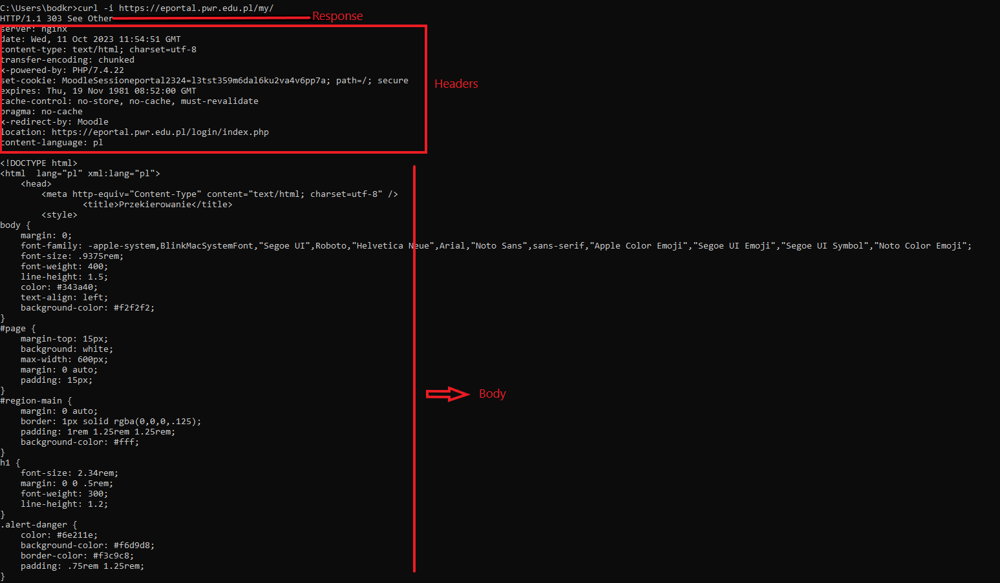 C:\Users\bodkr>curl -i https://eportal.pwr.edu.pl/my/
HTTP/1.1 303 See Other
Response
server: nginx
date: Wed, 11 Oct 2023 11:54:51 GMT
content-type: text/html; charset=utf-8
transfer-encoding: chunked
x-powered-by: PHP/7.4.22
set-cookie: MoodleSessioneportal2324=l3tst359m6dal6ku2va4v6pp7a; path=/; secure
Headers
expires: Thu, 19 Nov 1981 08:52:00 GMT
cache-control: no-store, no-cache, must-revalidate
pragma: no-cache
x-redirect-by: Moodle
location: https://eportal.pwr.edu.pl/login/index.php
content-language: pl
<!DOCTYPE html>
<html  lang="pl" xml:lang="pl">
    <head>
        <meta http-equiv="Content-Type" content="text/html; charset=utf-8" />
                <title>Przekierowanie</title>
        <style>
body {
    margin: 0;
    font-family: -apple-system,BlinkMacSystemFont,"Segoe UI",Roboto,"Helvetica Neue",Arial,"Noto Sans",sans-serif,"Apple Color Emoji","Segoe UI Emoji","Segoe UI Symbol","Noto Color Emoji";
    font-size: .9375rem;
    font-weight: 400;
    line-height: 1.5;
    color: #343a40;
    text-align: left;
    background-color: #f2f2f2;
}
#page {
    margin-top: 15px;
    background: white;
    max-width: 600px;
    margin: 0 auto;
    padding: 15px;
}
Body
#region-main {
    margin: 0 auto;
    border: 1px solid rgba(0,0,0,.125);
    padding: 1rem 1.25rem 1.25rem;
    background-color: #fff;
}
h1 {
    font-size: 2.34rem;
    margin: 0 0 .5rem;
    font-weight: 300;
    line-height: 1.2;
}
.alert-danger {
    color: #6e211e;
    background-color: #f6d9d8;
    border-color: #f3c9c8;
    padding: .75rem 1.25rem;
}